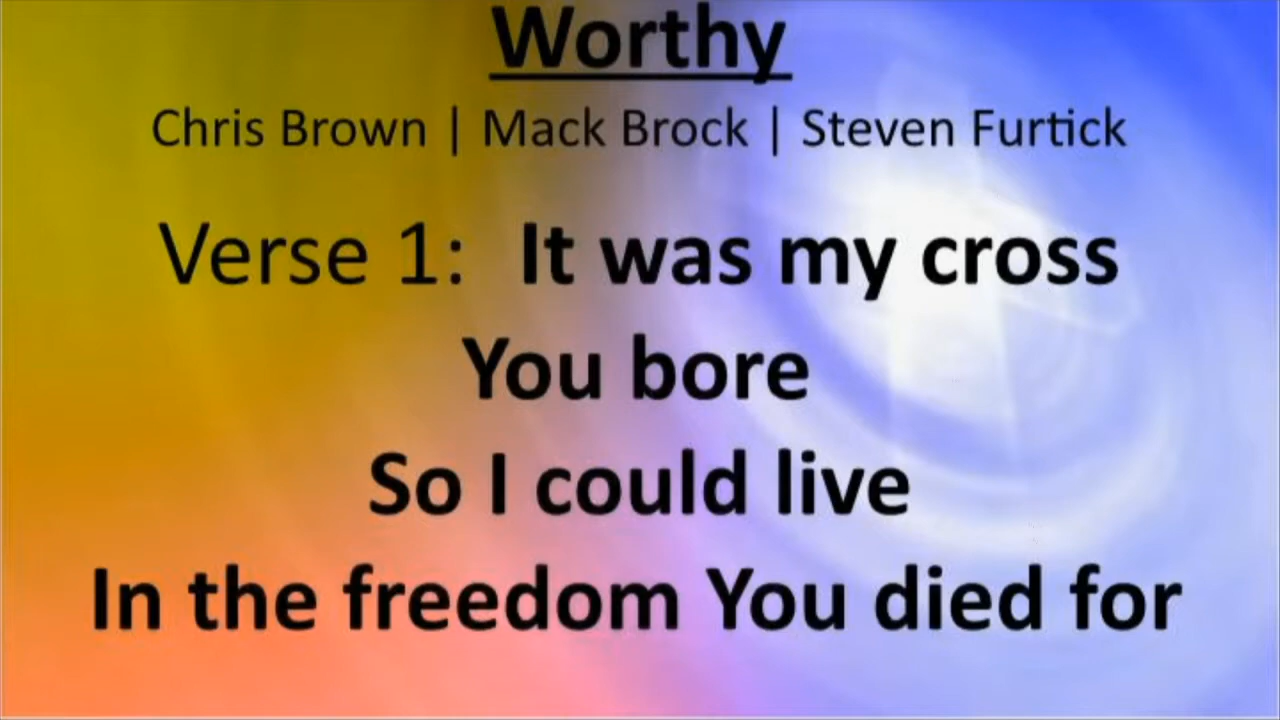 Worthy
Chris Brown | Mack Brock | Steven Furtick
Verse 1: It was my cross
You bore
So I could live
In the freedom You died for